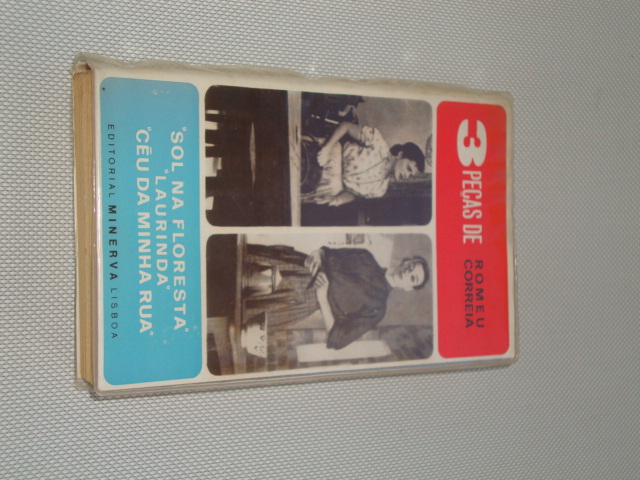 3 PEÇAS DE
ROMEU
CORREIA
"SOL NA FLORESTA"
"LAURINDA"
"CÉU DA MINHA RUA"
EDITORIAL MINERVA LISBOA